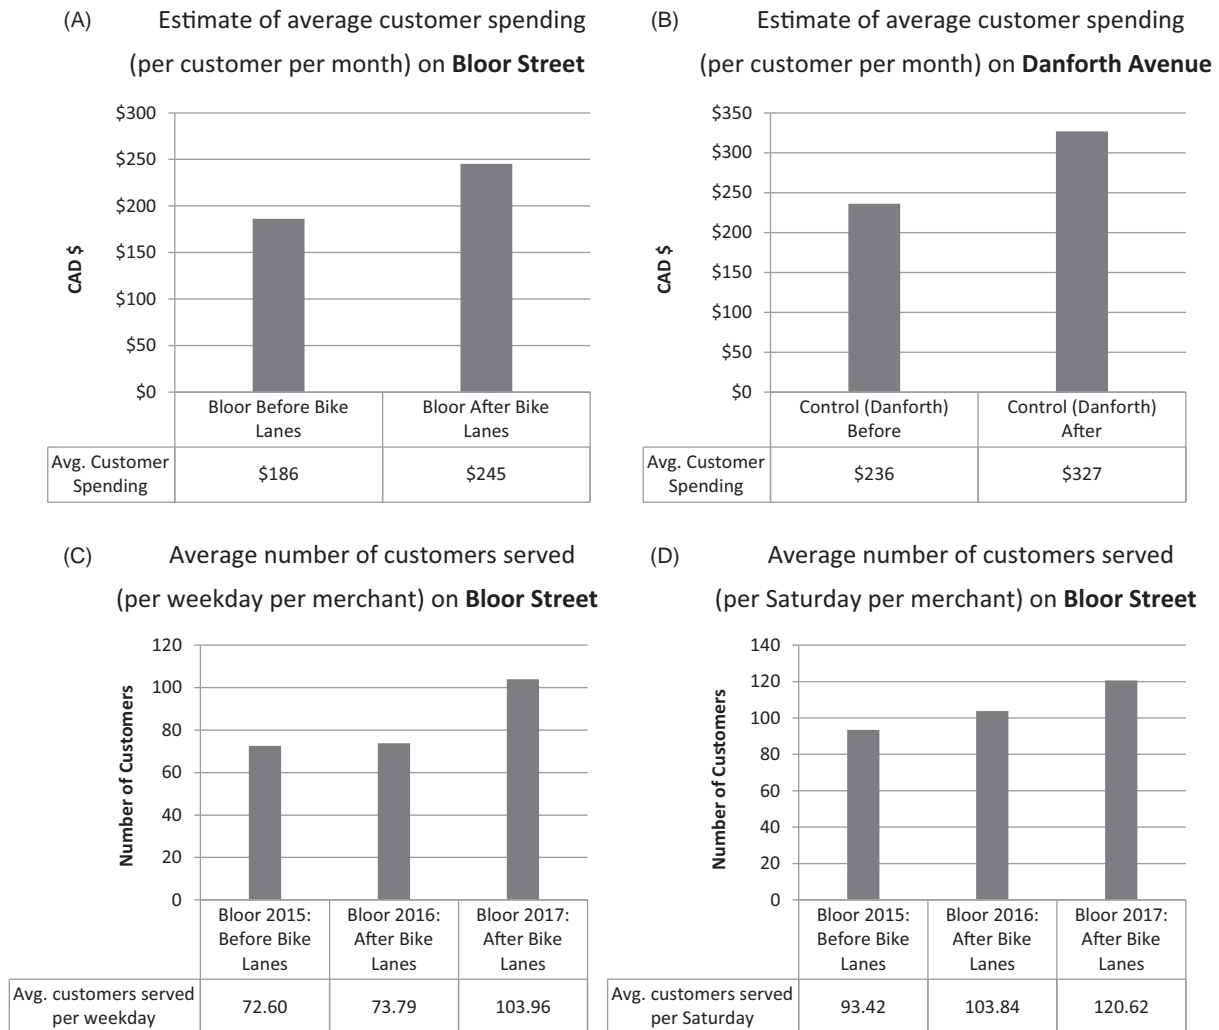 (A) Estimate of average customer spending
(per customer per month) on Bloor Street
$300
$250
$200
$150
$100
$50
$0
CAD $
Bloor Before Bike
Lanes
Bloor After Bike
Lanes
Avg. Customer
Spending
$186
$245
(B) Estimate of average customer spending
(per customer per month) on Danforth Avenue
$350
$300
$250
$200
$150
$100
$50
$0
CAD $
Control (Danforth)
Before
Control (Danforth)
After
Avg. Customer
Spending
$236
$327
(C) Average number of customers served
(per weekday per merchant) on Bloor Street
120
100
80
60
40
20
0
Number of Customers
Bloor 2015:
Before Bike
Lanes
Bloor 2016:
After Bike
Lanes
Bloor 2017:
After Bike
Lanes
Avg. customers served
per weekday
72.60
73.79
103.96
(D) Average number of customers served
(per Saturday per merchant) on Bloor Street
140
120
100
80
60
40
20
0
Number of Customers
Bloor 2015:
Before Bike
Lanes
Bloor 2016:
After Bike
Lanes
Bloor 2017:
After Bike
Lanes
Avg. customers served
per Saturday
93.42
103.84
120.62